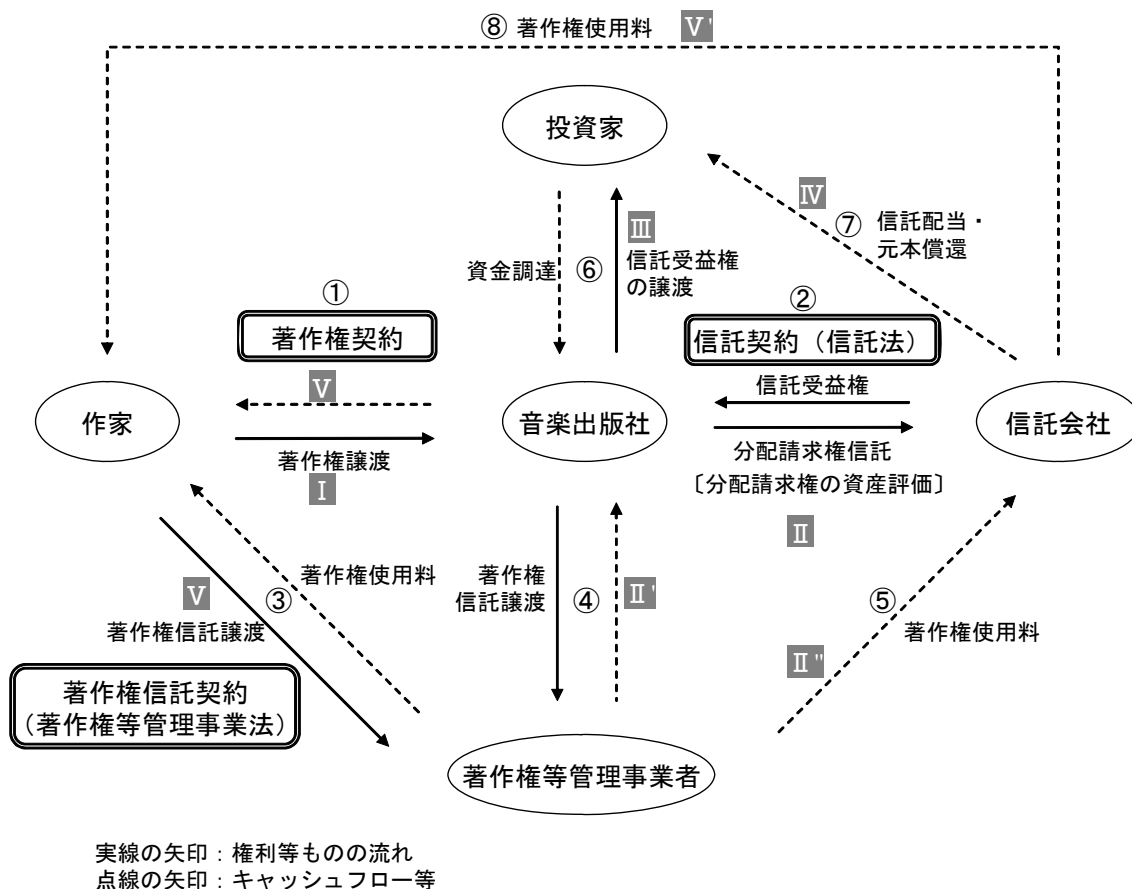 ⑧ 著作権使用料 Ⅴ'
投資家
Ⅳ
⑦ 信託配当・
元本償還
Ⅲ
資金調達 ⑥ 信託受益権
の譲渡
①
著作権契約
②
信託契約（信託法）
Ⅴ
信託受益権
作家
音楽出版社
信託会社
著作権譲渡
Ⅰ
分配請求権信託
〔分配請求権の資産評価〕
Ⅱ
著作権使用料
Ⅴ ③
著作権信託譲渡
著作権
信託譲渡 ④ Ⅱ'
⑤
著作権使用料
Ⅱ"
著作権信託契約
（著作権等管理事業法）
著作権等管理事業者
実線の矢印：権利等ものの流れ
点線の矢印：キャッシュフロー等